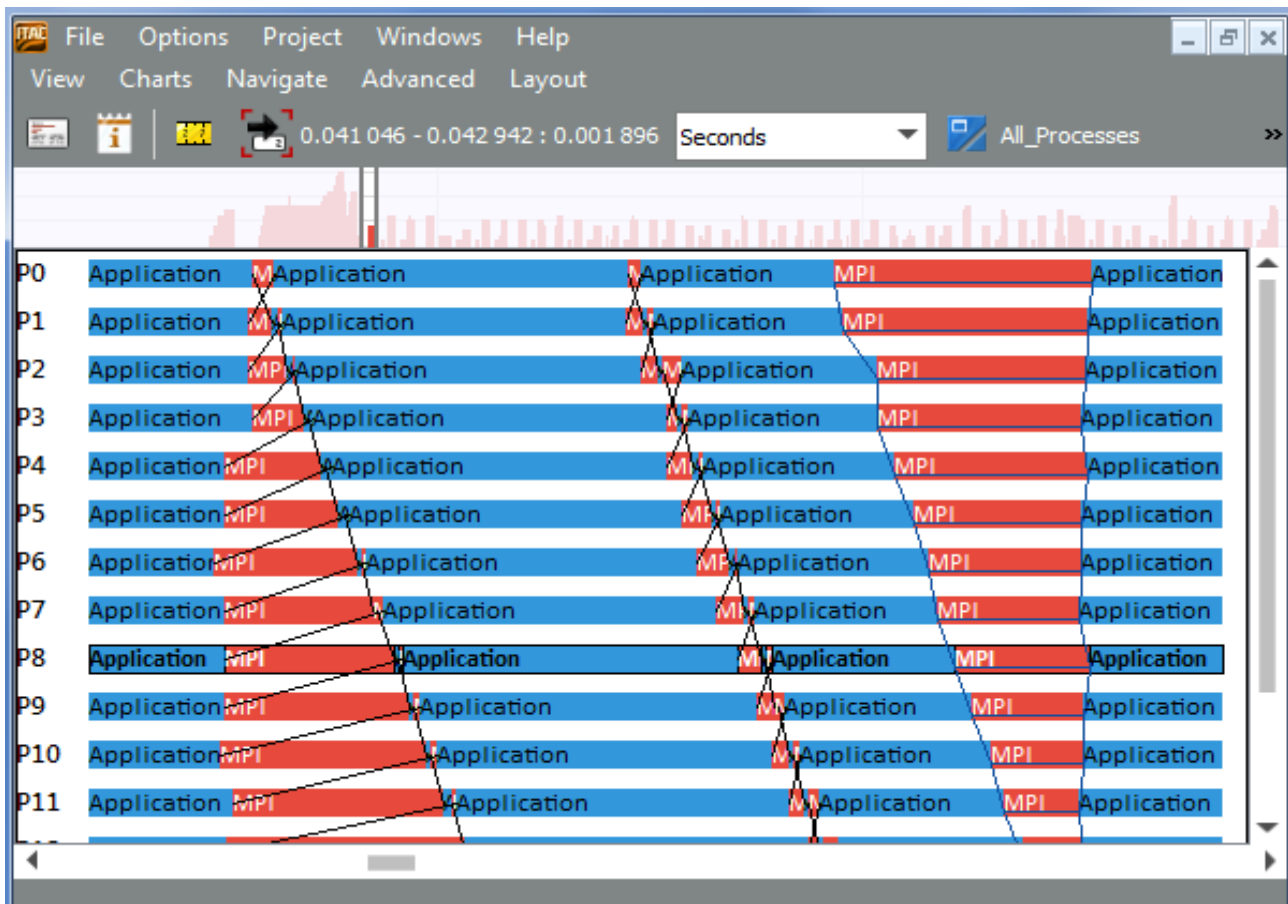 ITAC File Options Project Windows Help
View Charts Navigate Advanced Layout
0.041 046 - 0.042 942 : 0.001 896 Seconds All_Processes »
P0 Application M Application M Application MPI Application
P1 Application M Application M Application MPI Application
P2 Application MPI Application M M Application MPI Application
P3 Application MPI Application M Application MPI Application
P4 Application MPI Application M Application MPI Application
P5 Application MPI Application MP Application MPI Application
P6 Application MPI Application MP Application MPI Application
P7 Application MPI Application M Application MPI Application
P8 Application MPI Application M Application MPI Application
P9 Application MPI Application M Application MPI Application
P10 Application MPI Application M Application MPI Application
P11 Application MPI Application M M Application MPI Application